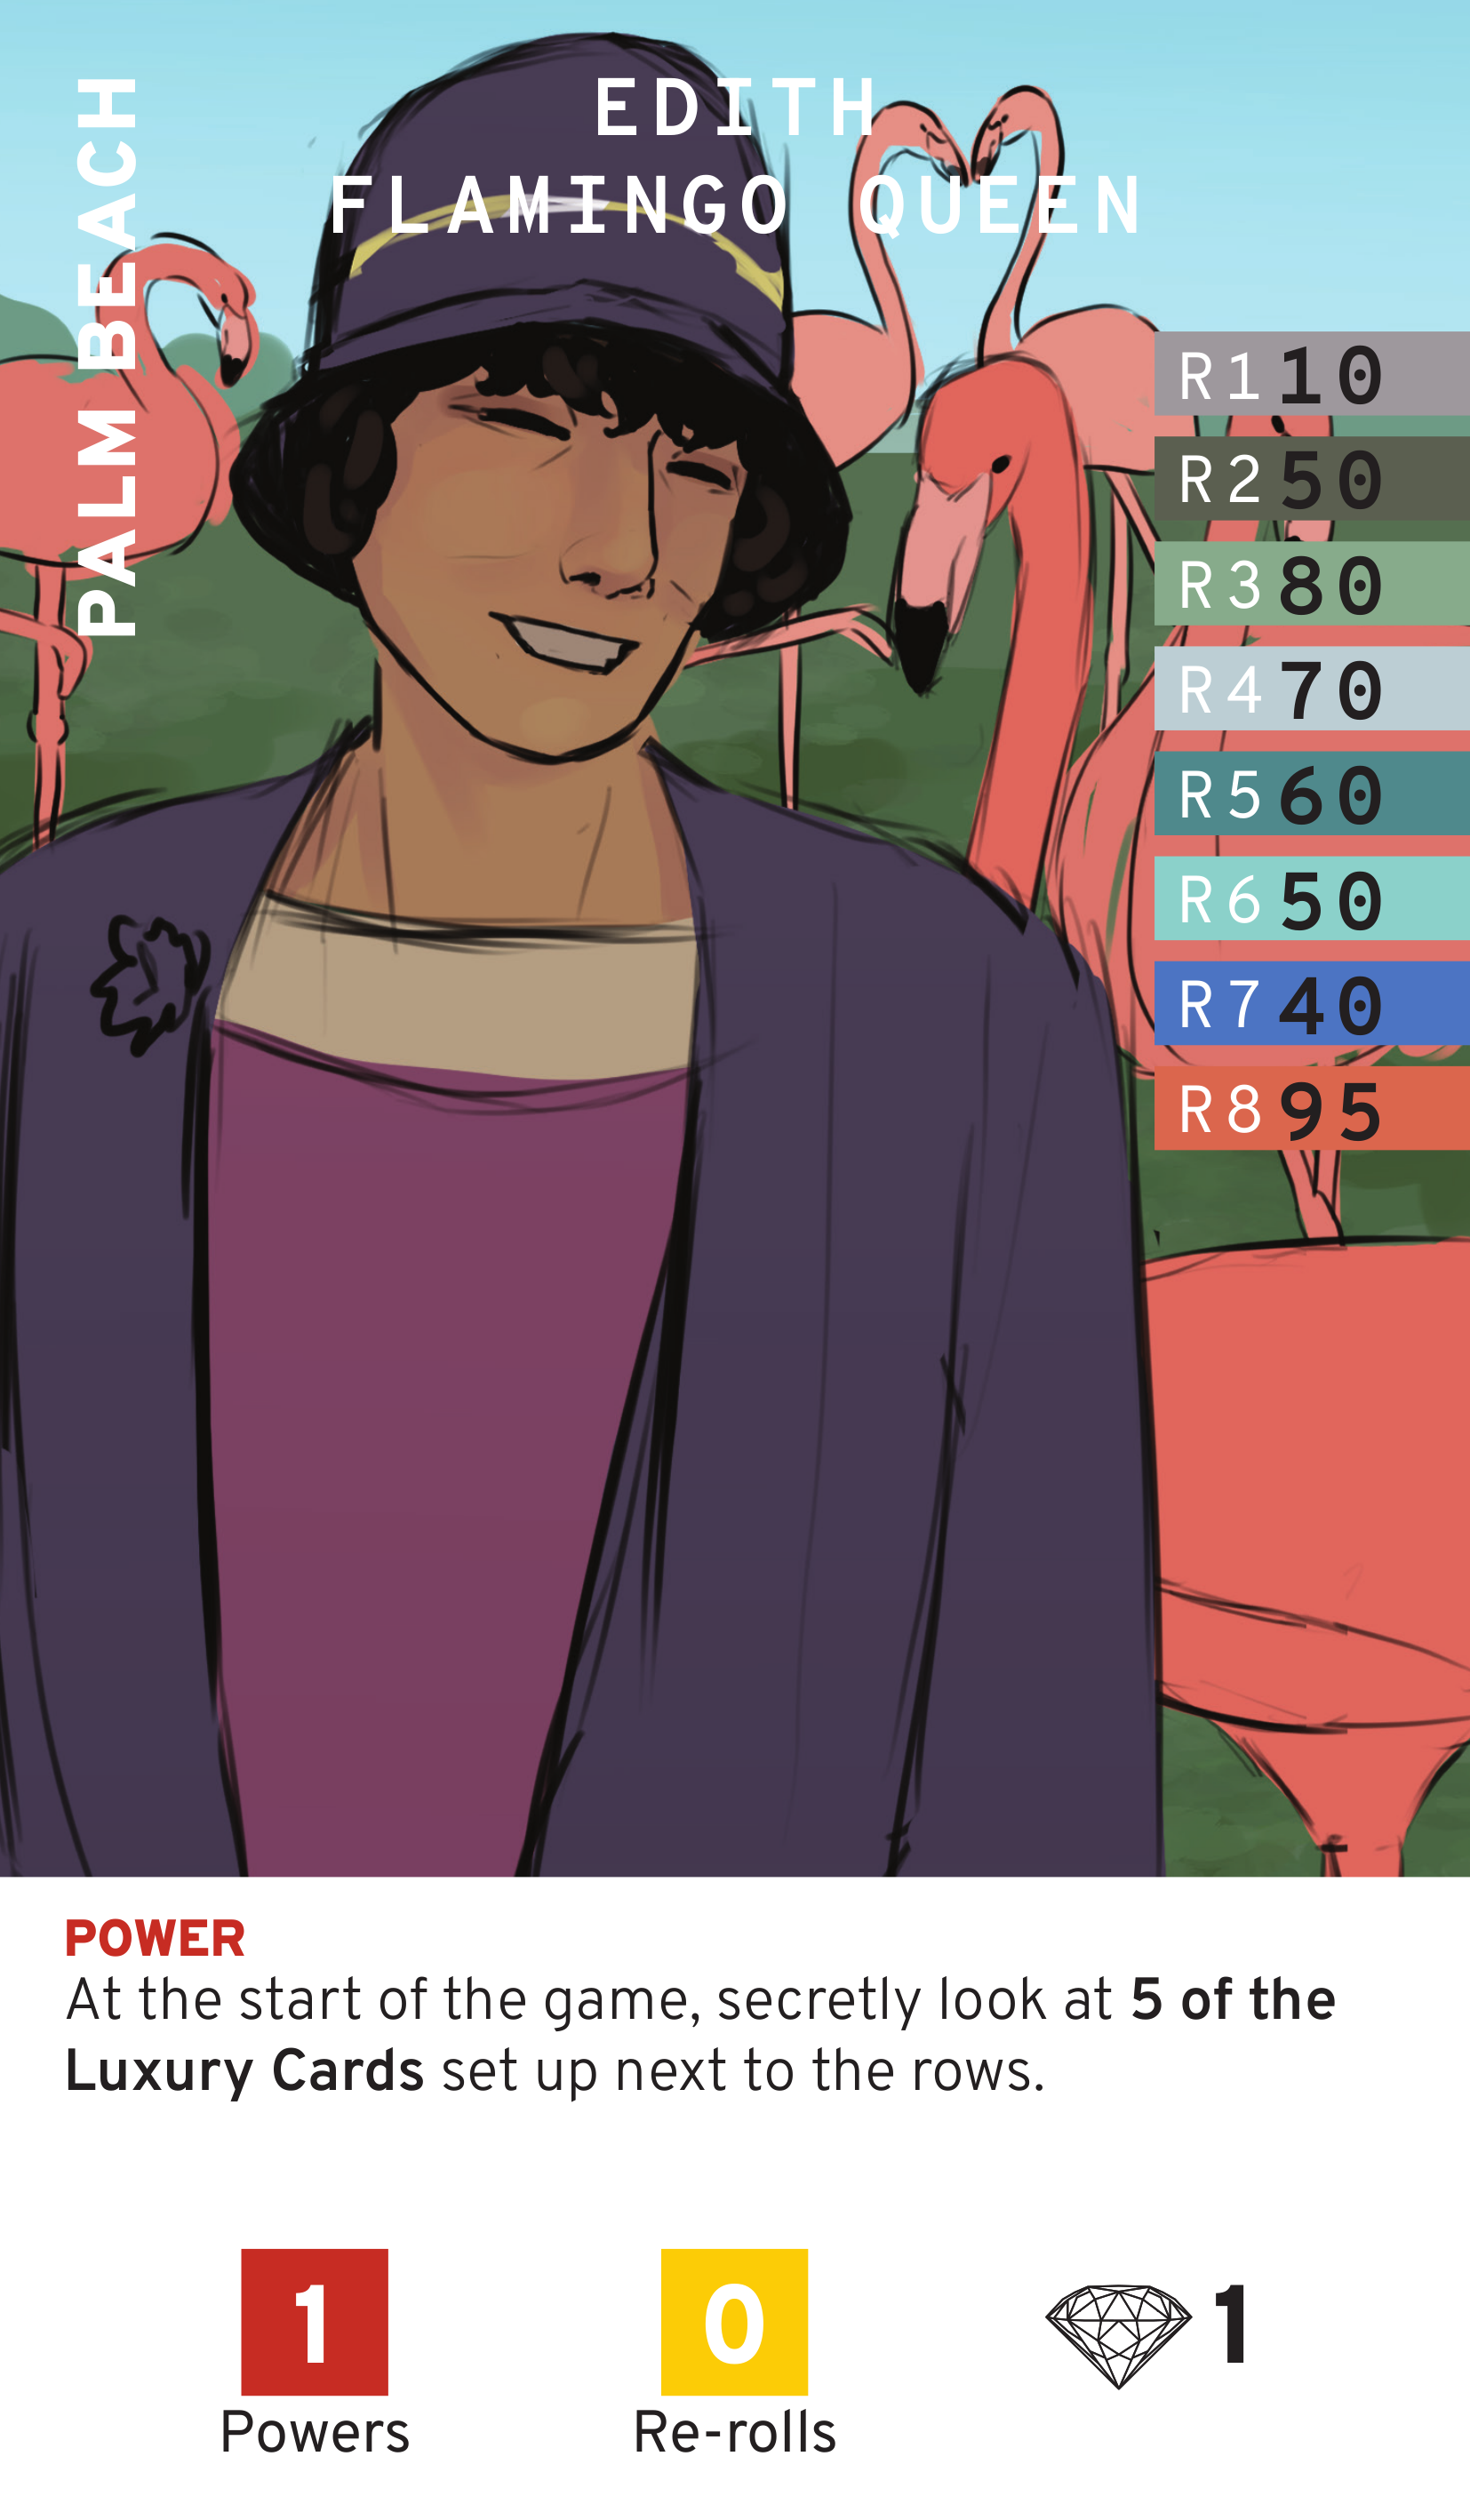 EDITH
FLAMINGO QUEEN
PALM BEACH
R1 10
R2 50
R3 80
R4 70
R5 60
R6 50
R7 40
R8 95
POWER
At the start of the game, secretly look at 5 of the
Luxury Cards set up next to the rows.
1
Powers
0
Re-rolls
1